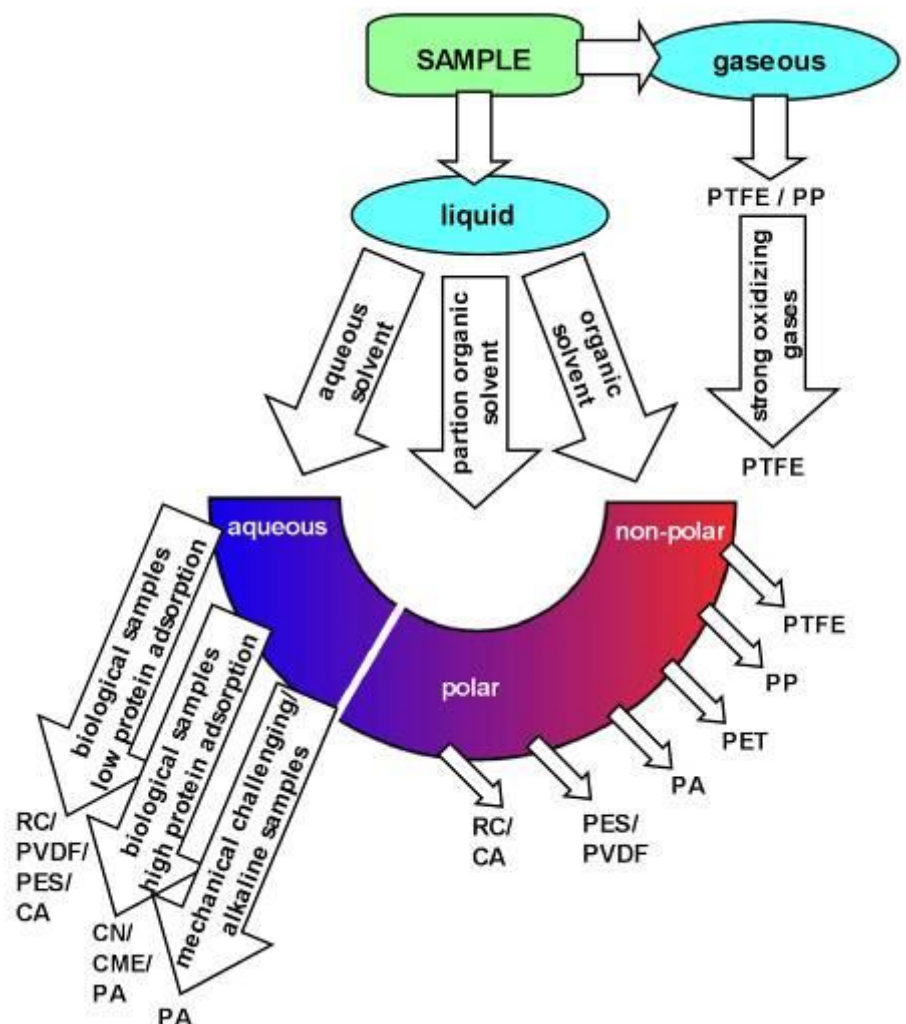 SAMPLE
gaseous
liquid
PTFE / PP
strong oxidizing
gases
PTFE
aqueous
solvent
partion organic
solvent
organic
solvent
aqueous
polar
non-polar
PTFE
PP
PET
PA
PES/
PVDF
RC/
CA
biological samples
low protein adsorption
RC/
PVDF/
PES/
CA
biological samples
high protein adsorption
CN/
CME/
PA
mechanical challenging/
alkaline samples
PA